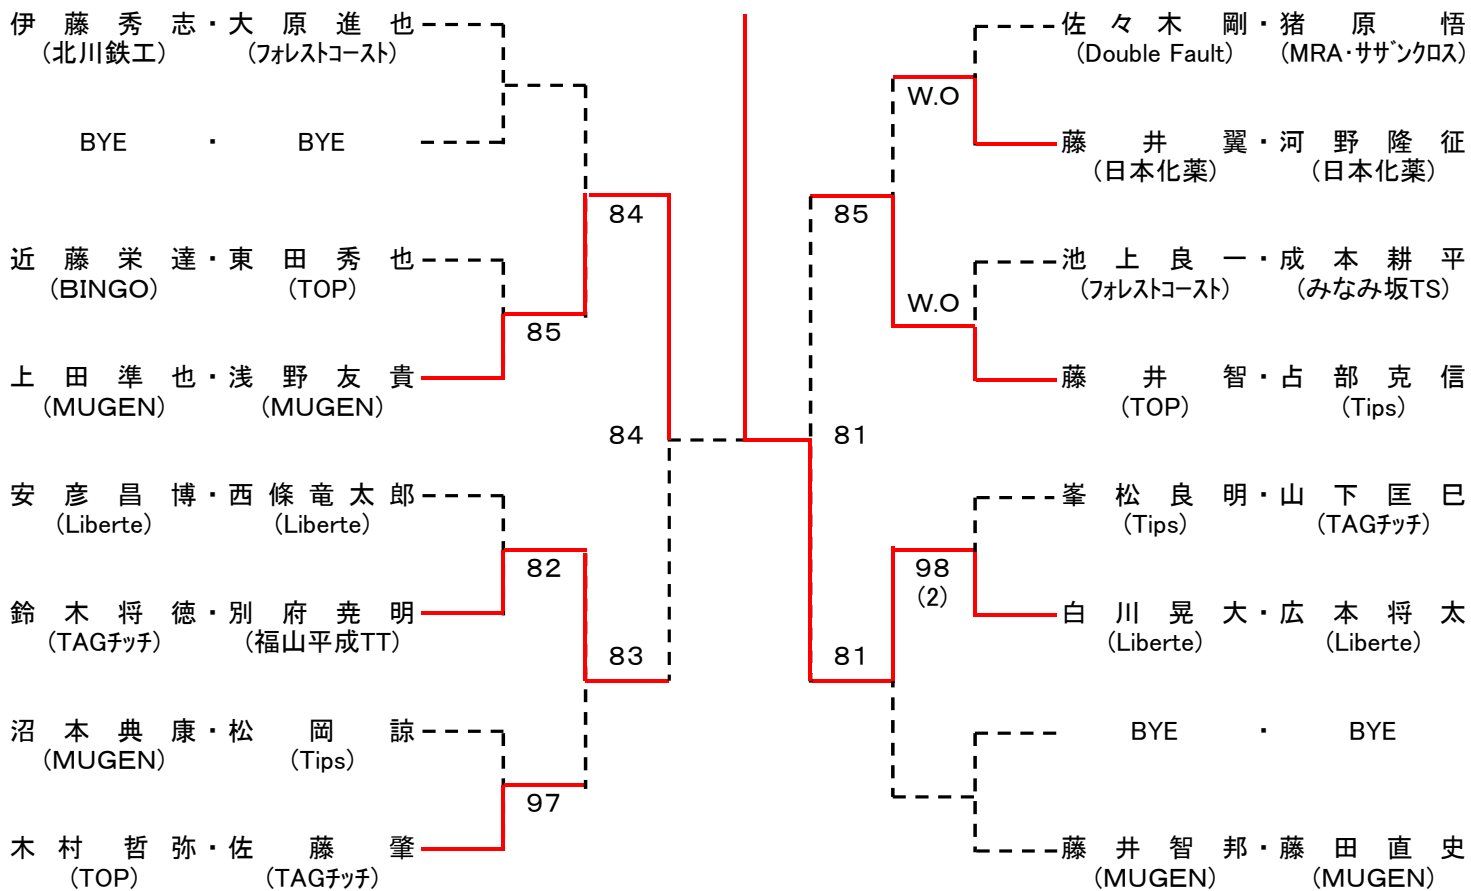 伊藤秀志・大原進也
(北川鉄工) (フォレストコースト)
BYE ・ BYE
84
近藤栄達・東田秀也
(BINGO) (TOP)
85
上田準也・浅野友貴
(MUGEN) (MUGEN)
84
安彦昌博・西條竜太郎
(Liberte) (Liberte)
82
鈴木将徳・別府尭明
(TAGチッチ) (福山平成TT)
83
沼本典康・松岡諒
(MUGEN) (Tips)
97
木村哲弥・佐藤肇
(TOP) (TAGチッチ)
佐々木剛・猪原悟
(Double Fault) (MRA・サザンクロス)
W.O
藤井翼・河野隆征
(日本化薬) (日本化薬)
85
池上良一・成本耕平
(フォレストコースト) (みなみ坂TS)
W.O
藤井智・占部克信
(TOP) (Tips)
81
峯松良明・山下匡巳
(Tips) (TAGチッチ)
98
(2)
白川晃大・広本将太
(Liberte) (Liberte)
81
BYE ・ BYE
藤井智邦・藤田直史
(MUGEN) (MUGEN)